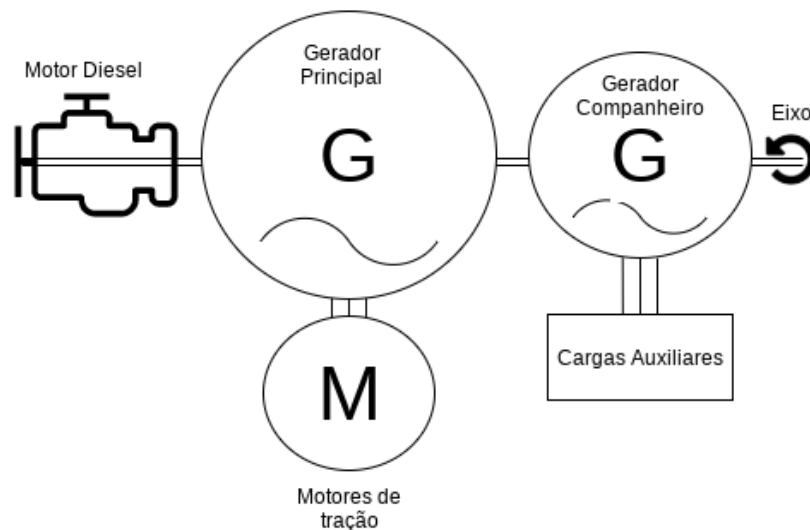 Motor Diesel
Gerador
Principal
G
Gerador
Companheiro
G
Eixo
M
Motores de
tração
Cargas Auxiliares